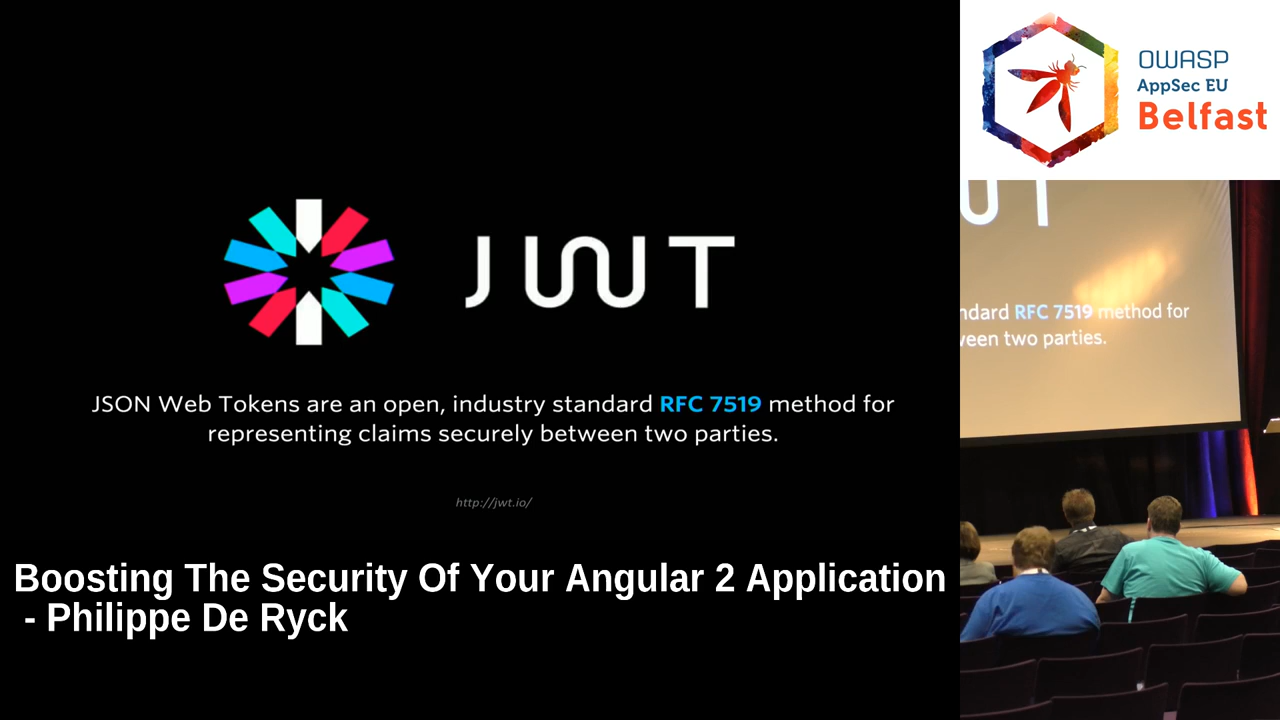 JWT
JSON Web Tokens are an open, industry standard RFC 7519 method for
representing claims securely between two parties.
http://jwt.io/
Boosting The Security Of Your Angular 2 Application
- Philippe De Ryck
OWASP
AppSec EU
Belfast
ndard RFC 7519 method for
veen two parties.